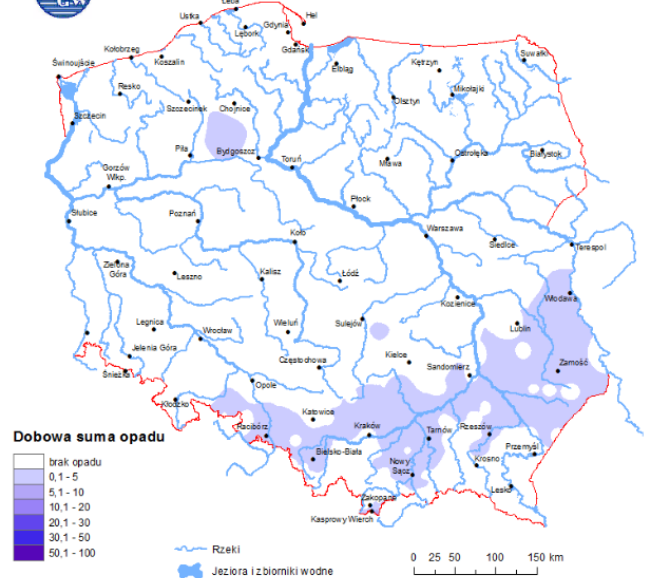 Łeba
Ustka
Hel
Gdynia
Lębork
Gdańsk
Kołobrzeg
Koszalin
Suwałki
Świnoujście
Elbląg
Kętrzyn
Resko
Szczecinek
Chojnice
Olsztyn
Mikołajki
Szczecin
Piła
Bydgoszcz
Toruń
Mława
Ostrołęka
Białystok
Gorzów
Wlkp.
Płock
Słubice
Poznań
Koło
Warszawa
Siedlce
Terespol
Zielona
Góra
Leszno
Kalisz
Łódź
Kozienice
Włodawa
Legnica
Wrocław
Wieluń
Sulejów
Lublin
Jelenia Góra
Śnieżka
Częstochowa
Kielce
Sandomierz
Zamość
Opole
Kłodzko
Katowice
Racibórz
Kraków
Tarnów
Rzeszów
Przemyśl
Bielsko-Biała
Nowy
Sącz
Krosno
Lesko
Zakopane
Kasprowy Wierch
Dobowa suma opadu
brak opadu
0,1 - 5
5,1 - 10
10,1 - 20
20,1 - 30
30,1 - 50
50,1 - 100
Rzeki
Jeziora i zbiorniki wodne
0 25 50 100 150 km